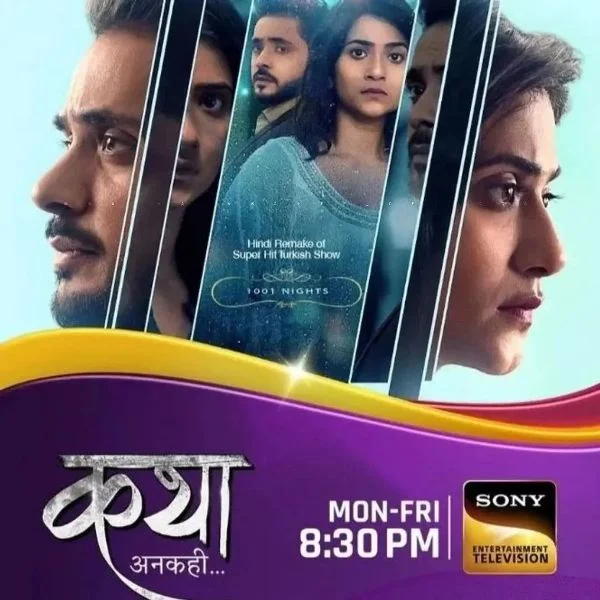 Hindi Remake of
Super Hit Turkish Show
1001 NIGHTS
कथा
अनकही...
MON-FRI
8:30 PM
SONY
ENTERTAINMENT
TELEVISION